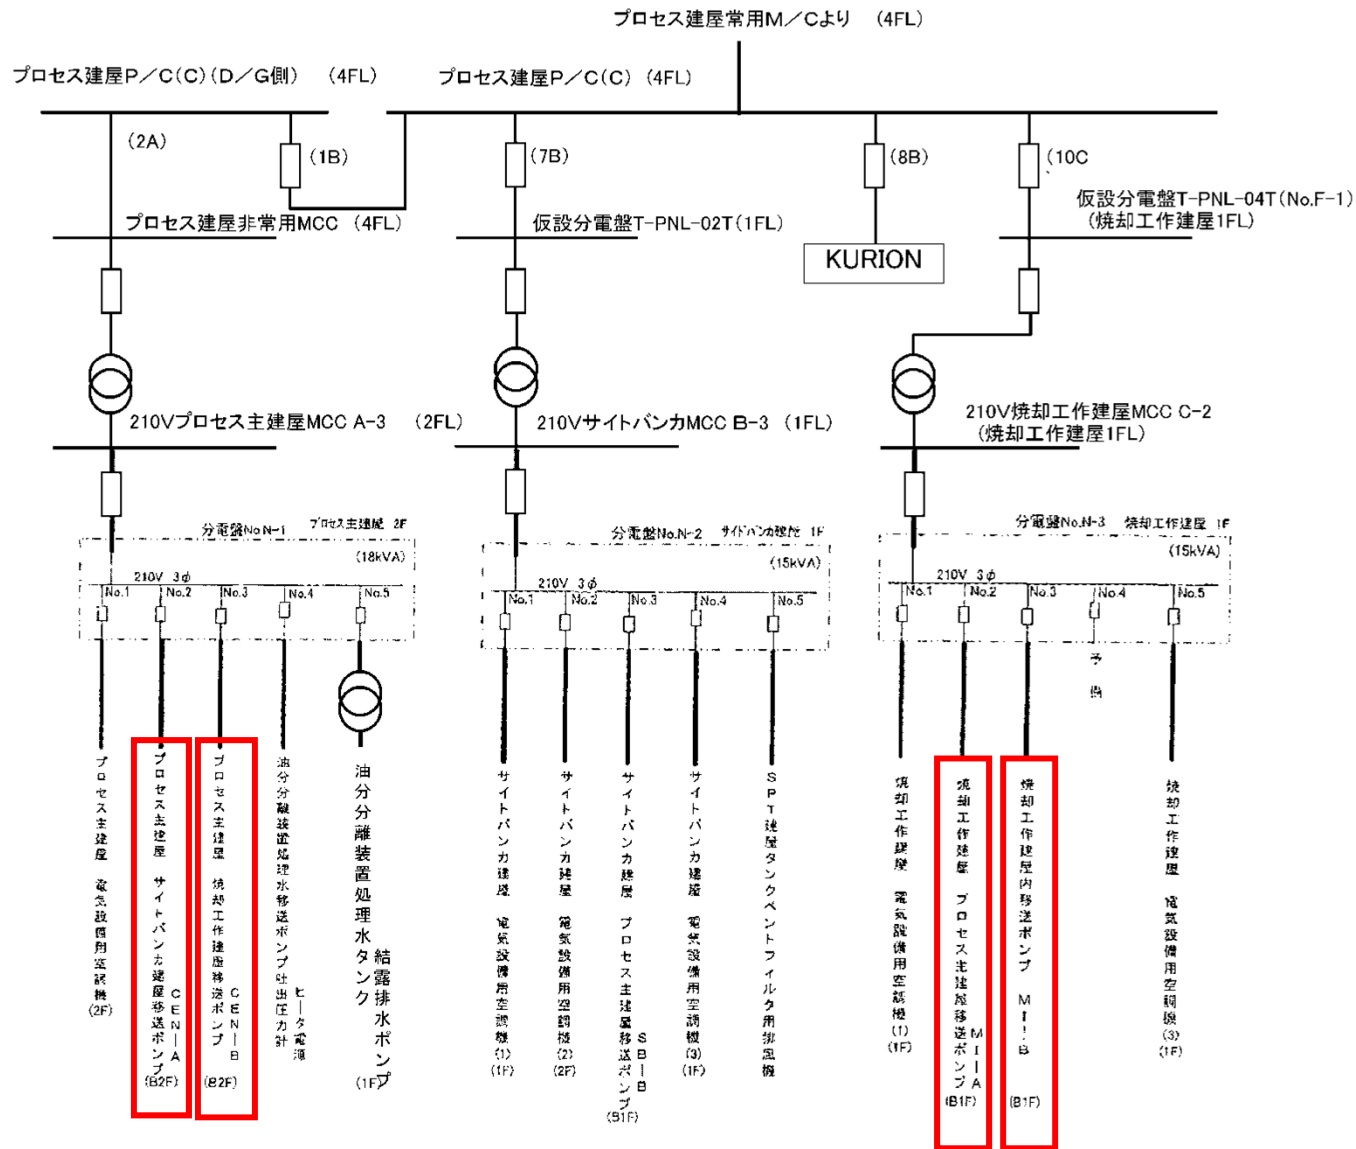 プロセス建屋常用M/Cより (4FL)
プロセス建屋P/C(C)(D/G側) (4FL)
プロセス建屋P/C(C) (4FL)
(2A)
(1B)
(7B)
(8B)
(10C
プロセス建屋非常用MCC (4FL)
仮設分電盤T-PNL-02T(1FL)
KURION
仮設分電盤T-PNL-04T(No.F-1)
(焼却工作建屋1FL)
210Vプロセス主建屋MCC A-3 (2FL)
210VサイトバンカMCC B-3 (1FL)
210V焼却工作建屋MCC C-2
(焼却工作建屋1FL)
分電盤No.N-1 プロセス主建屋 2F
(18kVA)
210V 3φ
No.1
No.2
No.3
No.4
No.5
分電盤No.N-2 サイトバンカ建屋 1F
(15kVA)
210V 3φ
No.1
No.2
No.3
No.4
No.5
分電盤No.N-3 焼却工作建屋 1F
(15kVA)
210V 3φ
No.1
No.2
No.3
No.4
No.5
予備
プロセス主建屋 電気設備用空調機(2F)
プロセス主建屋 サイトバンカ建屋移送ポンプ
CEN-A
(B2F)
プロセス主建屋 焼却工作建屋移送ポンプ
CEN-B
(B2F)
油分分離装置処理水移送ポンプ吐出圧力計
ヒータ電源
油分分離装置処理水タンク
結露排水ポンプ
(1F)
サイトバンカ建屋 電気設備用空調機(1)(1F)
サイトバンカ建屋 電気設備用空調機(2)(2F)
サイトバンカ建屋 プロセス主建屋移送ポンプ
SB-B
(B1F)
サイトバンカ建屋 電気設備用空調機(3)(1F)
SPT建屋タンクベントフィルタ用排風機
焼却工作建屋 電気設備用空調機(1)(1F)
焼却工作建屋 プロセス主建屋移送ポンプ
MI-A
(B1F)
焼却工作建屋内移送ポンプ MI-B
(B1F)
焼却工作建屋 電気設備用空調機(3)(1F)